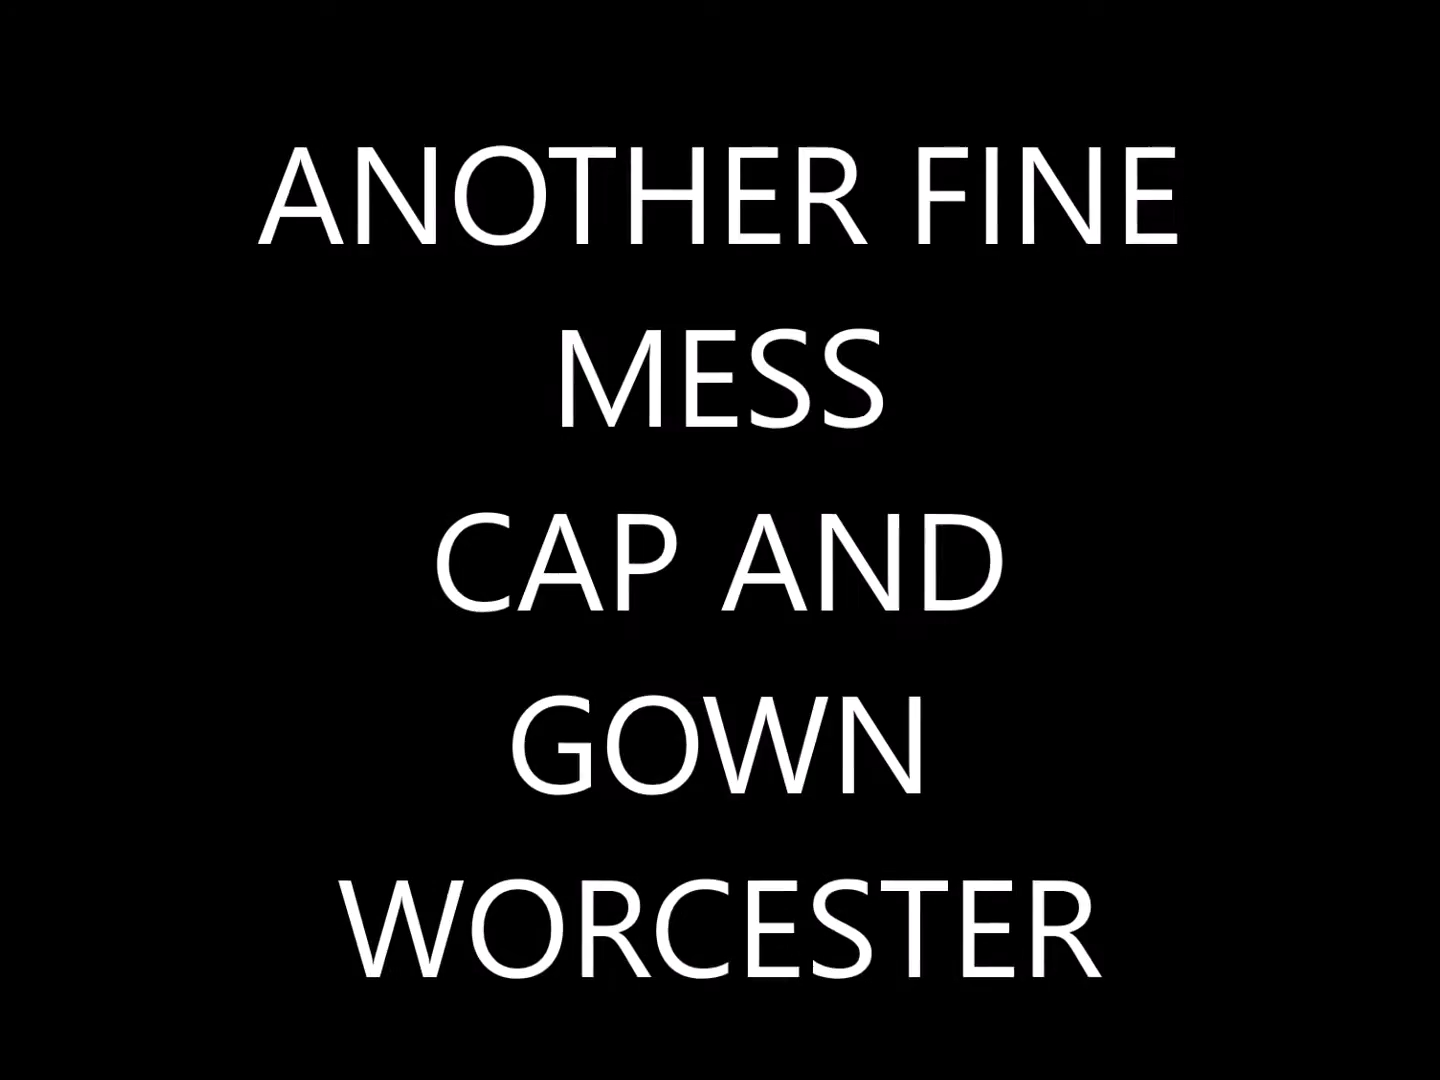 ANOTHER FINE
MESS
CAP AND
GOWN
WORCESTER